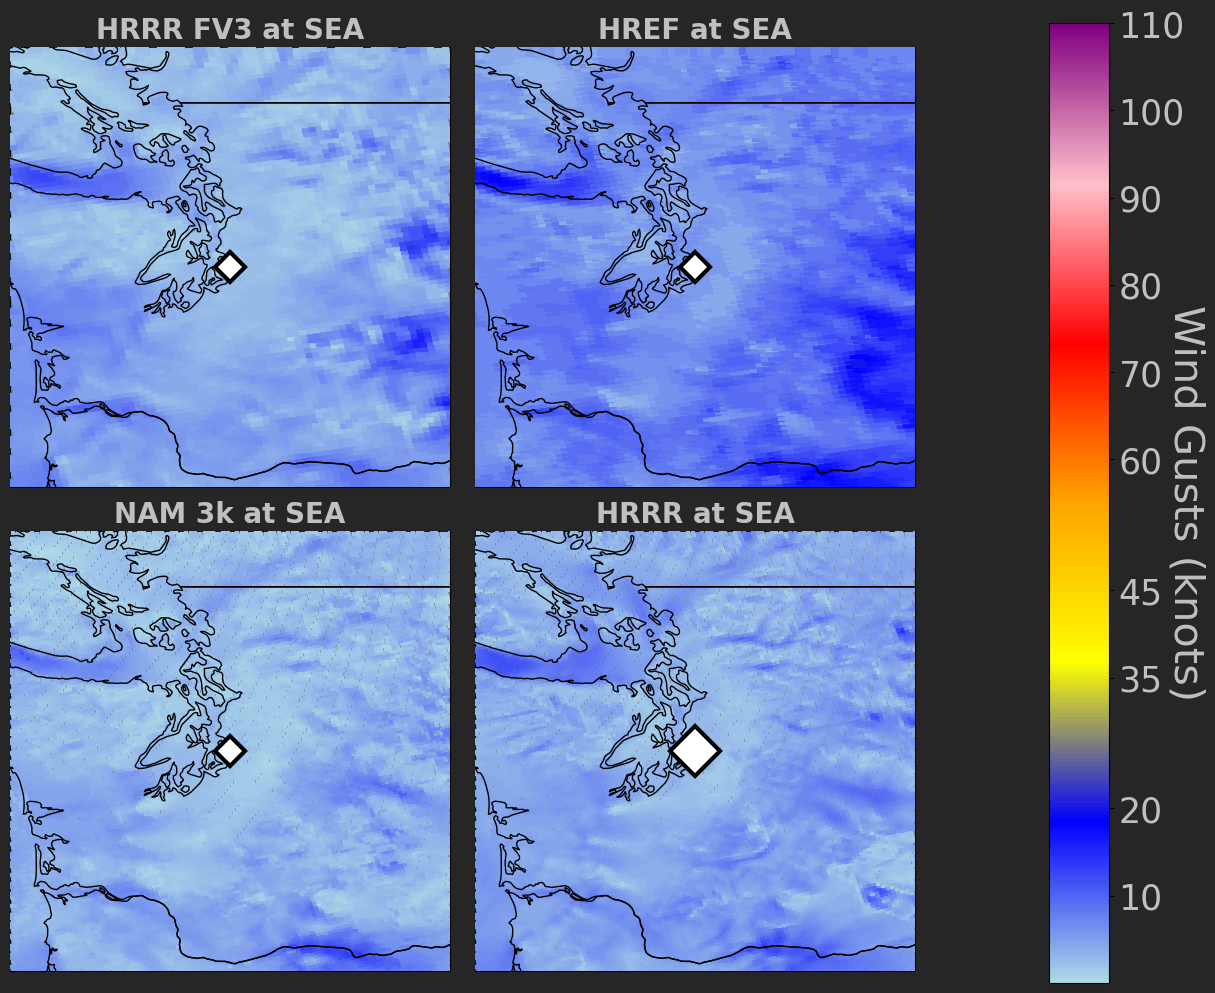 HRRR FV3 at SEA
HREF at SEA
NAM 3k at SEA
HRRR at SEA
110
100
90
80
70
60
45
35
20
10
Wind Gusts (knots)